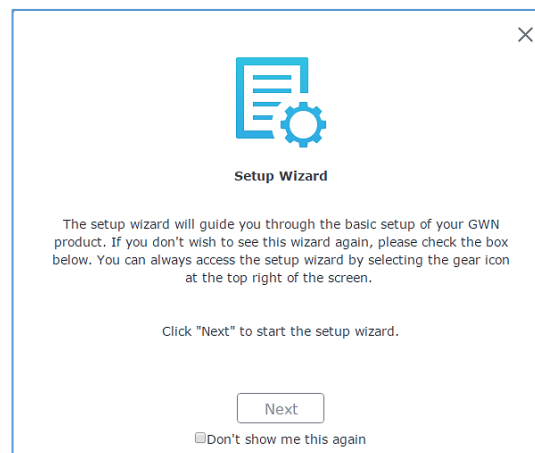 Setup Wizard
The setup wizard will guide you through the basic setup of your GWN
product. If you don't wish to see this wizard again, please check the box
below. You can always access the setup wizard by selecting the gear icon
at the top right of the screen.
Click "Next" to start the setup wizard.
Next
Don't show me this again